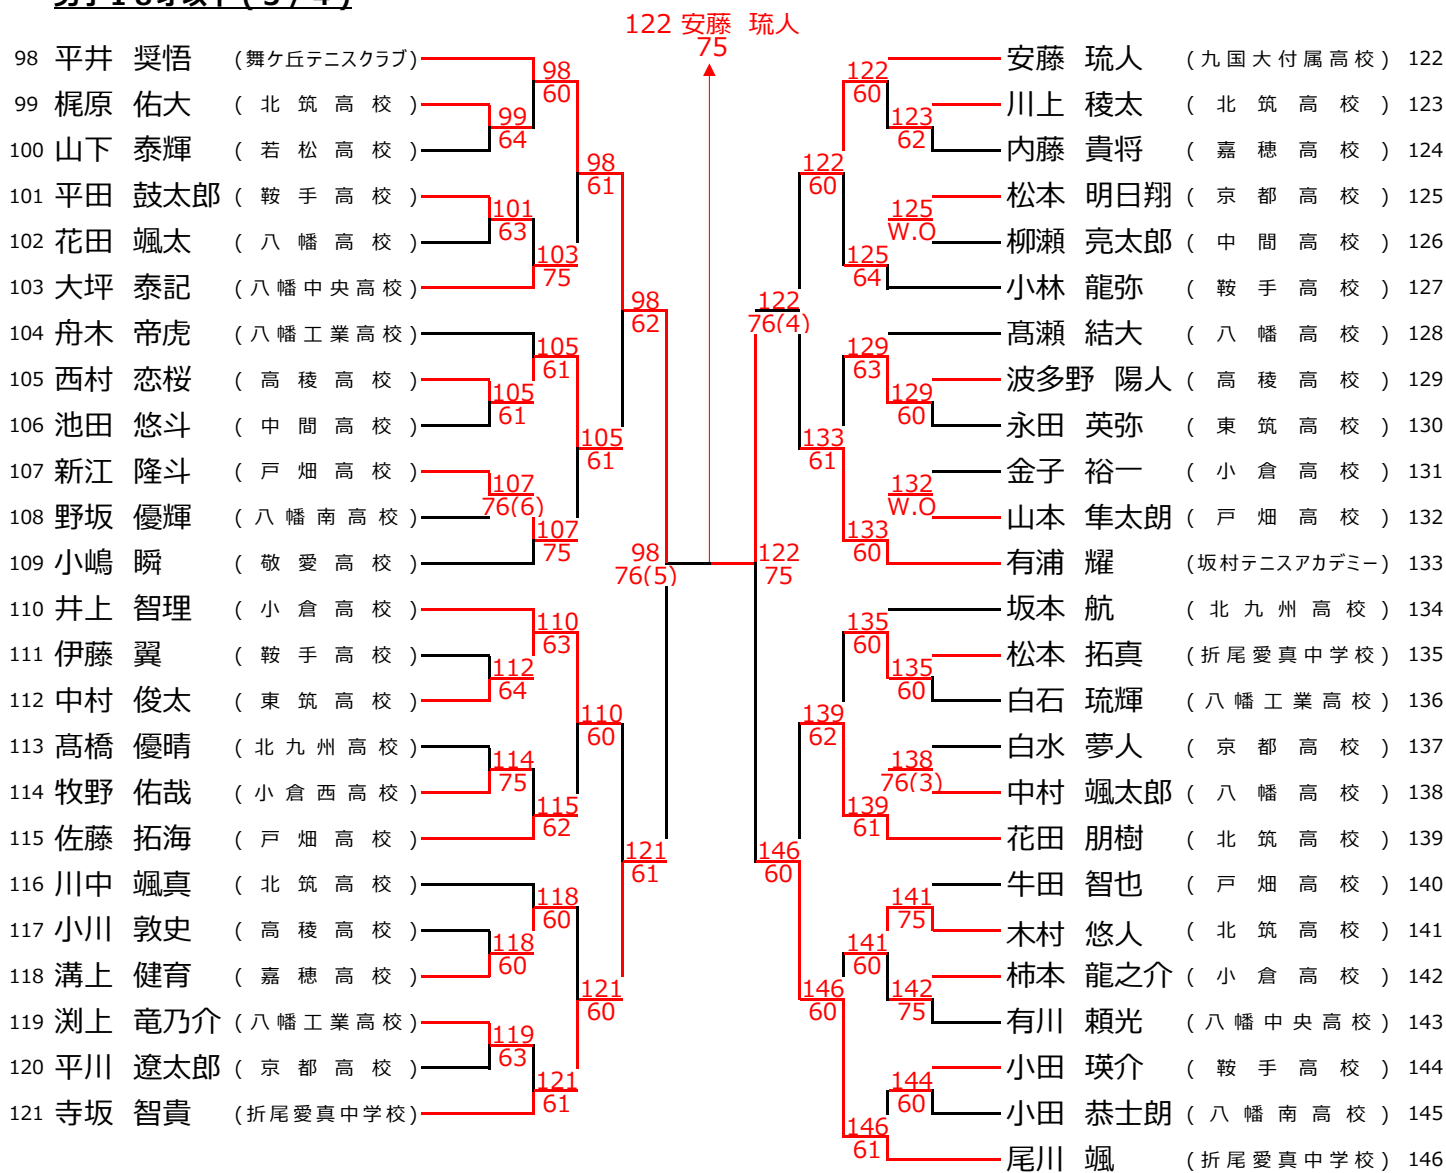 男子１８才以下 ( ３ / ４ )
122 安藤 琉人
75
98 平井 奨悟 (舞ケ丘テニスクラブ)
99 梶原 佑大 ( 北 筑 高 校 )
100 山下 泰輝 ( 若 松 高 校 )
101 平田 鼓太郎 ( 鞍 手 高 校 )
102 花田 颯太 ( 八 幡 高 校 )
103 大坪 泰記 (八幡中央高校)
104 舟木 帝虎 (八幡工業高校)
105 西村 恋桜 ( 高 稜 高 校 )
106 池田 悠斗 ( 中 間 高 校 )
107 新江 隆斗 ( 戸 畑 高 校 )
108 野坂 優輝 (八幡南高校)
109 小嶋 瞬 ( 敬 愛 高 校 )
110 井上 智理 ( 小 倉 高 校 )
111 伊藤 翼 ( 鞍 手 高 校 )
112 中村 俊太 ( 東 筑 高 校 )
113 髙橋 優晴 (北九州高校)
114 牧野 佑哉 (小倉西高校)
115 佐藤 拓海 ( 戸 畑 高 校 )
116 川中 颯真 ( 北 筑 高 校 )
117 小川 敦史 ( 高 稜 高 校 )
118 溝上 健育 ( 嘉 穂 高 校 )
119 渕上 竜乃介 (八幡工業高校)
120 平川 遼太郎 ( 京 都 高 校 )
121 寺坂 智貴 (折尾愛真中学校)
99
64
101
63
105
61
107
76(6)
112
64
114
75
118
60
119
63
98
60
103
75
105
61
107
75
110
63
115
62
118
60
121
61
98
61
105
61
110
60
121
60
98
62
121
61
98
76(5)
122
75
122
76(4)
146
60
122
60
133
61
139
62
146
60
122
60
125
64
129
63
133
60
135
60
139
61
141
60
146
61
123
62
125
W.O
129
60
132
W.O
135
60
138
76(3)
141
75
142
75
144
60
安藤 琉人 (九国大付属高校) 122
川上 稜太 ( 北 筑 高 校 ) 123
内藤 貴将 ( 嘉 穂 高 校 ) 124
松本 明日翔 ( 京 都 高 校 ) 125
柳瀬 亮太郎 ( 中 間 高 校 ) 126
小林 龍弥 ( 鞍 手 高 校 ) 127
髙瀬 結大 ( 八 幡 高 校 ) 128
波多野 陽人 ( 高 稜 高 校 ) 129
永田 英弥 ( 東 筑 高 校 ) 130
金子 裕一 ( 小 倉 高 校 ) 131
山本 隼太朗 ( 戸 畑 高 校 ) 132
有浦 耀 (坂村テニスアカデミー) 133
坂本 航 (北九州高校) 134
松本 拓真 (折尾愛真中学校) 135
白石 琉輝 (八幡工業高校) 136
白水 夢人 ( 京 都 高 校 ) 137
中村 颯太郎 ( 八 幡 高 校 ) 138
花田 朋樹 ( 北 筑 高 校 ) 139
牛田 智也 ( 戸 畑 高 校 ) 140
木村 悠人 ( 北 筑 高 校 ) 141
柿本 龍之介 ( 小 倉 高 校 ) 142
有川 頼光 (八幡中央高校) 143
小田 瑛介 ( 鞍 手 高 校 ) 144
小田 恭士朗 (八幡南高校) 145
尾川 颯 (折尾愛真中学校) 146